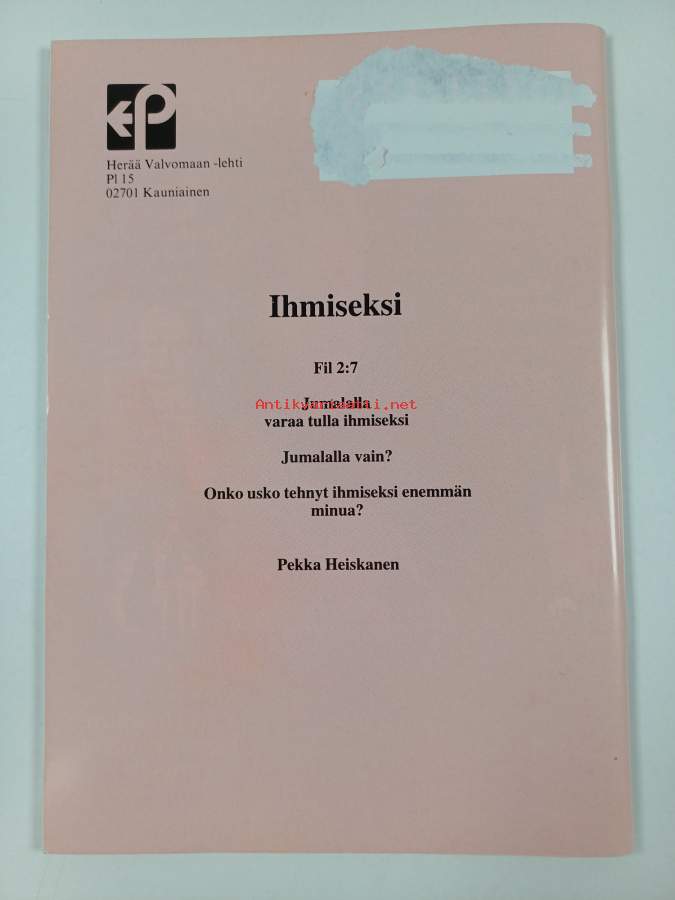 EP
Herää Valvomaan -lehti
Pl 15
02701 Kauniainen
Ihmiseksi
Fil 2:7
Jumalalla
Antikvariaatti.net
varaa tulla ihmiseksi
Jumalalla vain?
Onko usko tehnyt ihmiseksi enemmän
minua?
Pekka Heiskanen